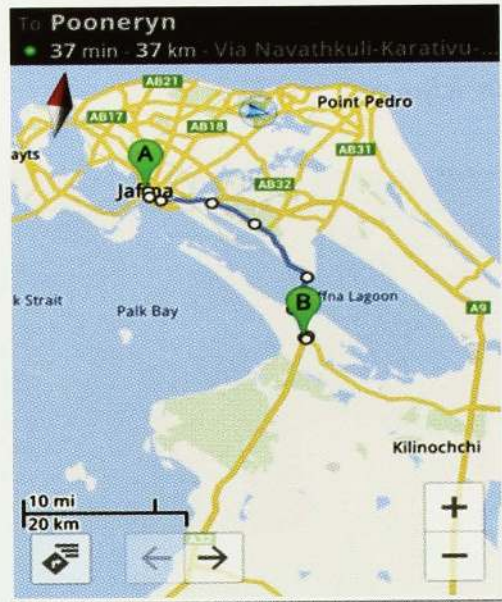 To Pooneryn
37 min - 37 km - Via Navathkuli-Karativu-...
AB21
Point Pedro
AB17
AB18
AB31
ayts
A
Jaffna
AB32
B
ffna Lagoon
k Strait
Palk Bay
A9
Kilinochchi
10 mi
20 km
+
−